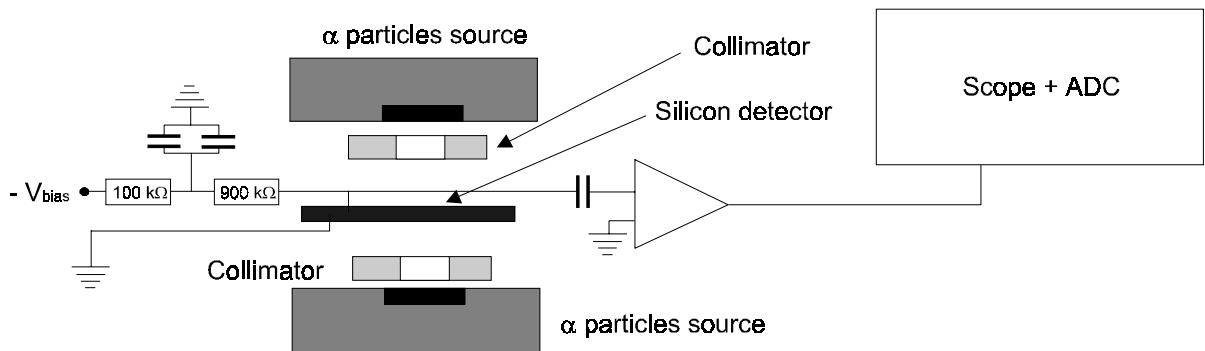 α particles source
Collimator
Scope + ADC
Silicon detector
- Vbias
100 kΩ
900 kΩ
Collimator
α particles source